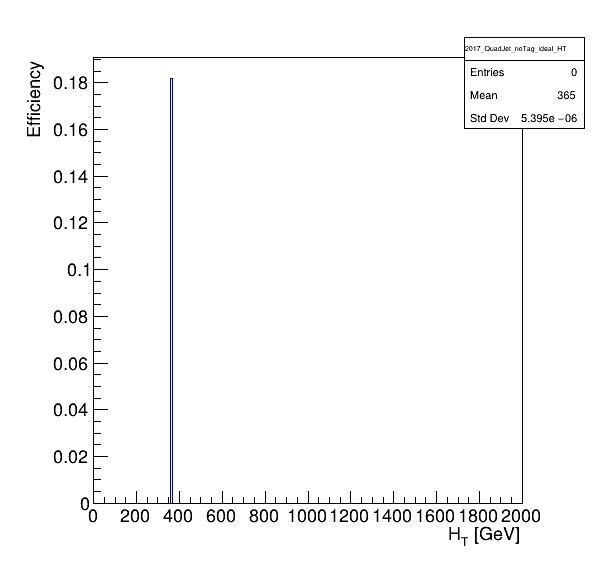 2017_QuadJet_noTag_ideal_HT
Entries 0
Mean 365
Std Dev 5.395e −06
Efficiency
0.18
0.16
0.14
0.12
0.1
0.08
0.06
0.04
0.02
0
0 200 400 600 800 1000 1200 1400 1600 1800 2000
H_T [GeV]